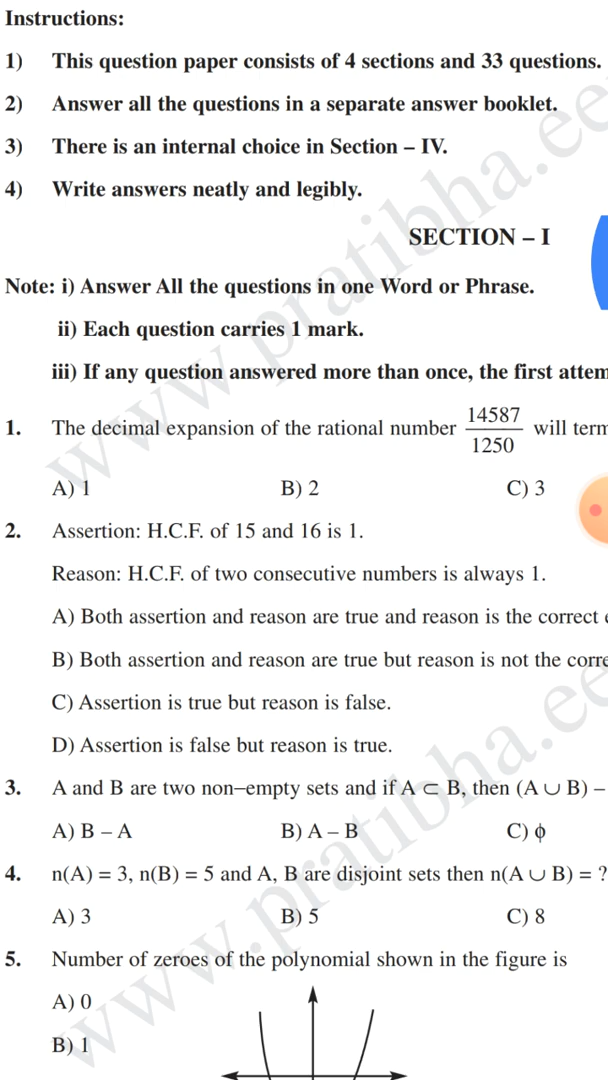 Instructions:
1) This question paper consists of 4 sections and 33 questions.
2) Answer all the questions in a separate answer booklet.
3) There is an internal choice in Section – IV.
4) Write answers neatly and legibly.
SECTION – I
Note: i) Answer All the questions in one Word or Phrase.
ii) Each question carries 1 mark.
iii) If any question answered more than once, the first
1. The decimal expansion of the rational number 14587/1250 will
A) 1 B) 2 C) 3
2. Assertion: H.C.F. of 15 and 16 is 1.
Reason: H.C.F. of two consecutive numbers is always 1.
A) Both assertion and reason are true and reason is the correct
B) Both assertion and reason are true but reason is not the
C) Assertion is true but reason is false.
D) Assertion is false but reason is true.
3. A and B are two non–empty sets and if A ⊂ B, then (A ∪ B) –
A) B – A B) A – B C) ϕ
4. n(A) = 3, n(B) = 5 and A, B are disjoint sets then n(A ∪ B) = ?
A) 3 B) 5 C) 8
5. Number of zeroes of the polynomial shown in the figure is
A) 0
B) 1
www.pratibha.ee
www.pratibha.ee